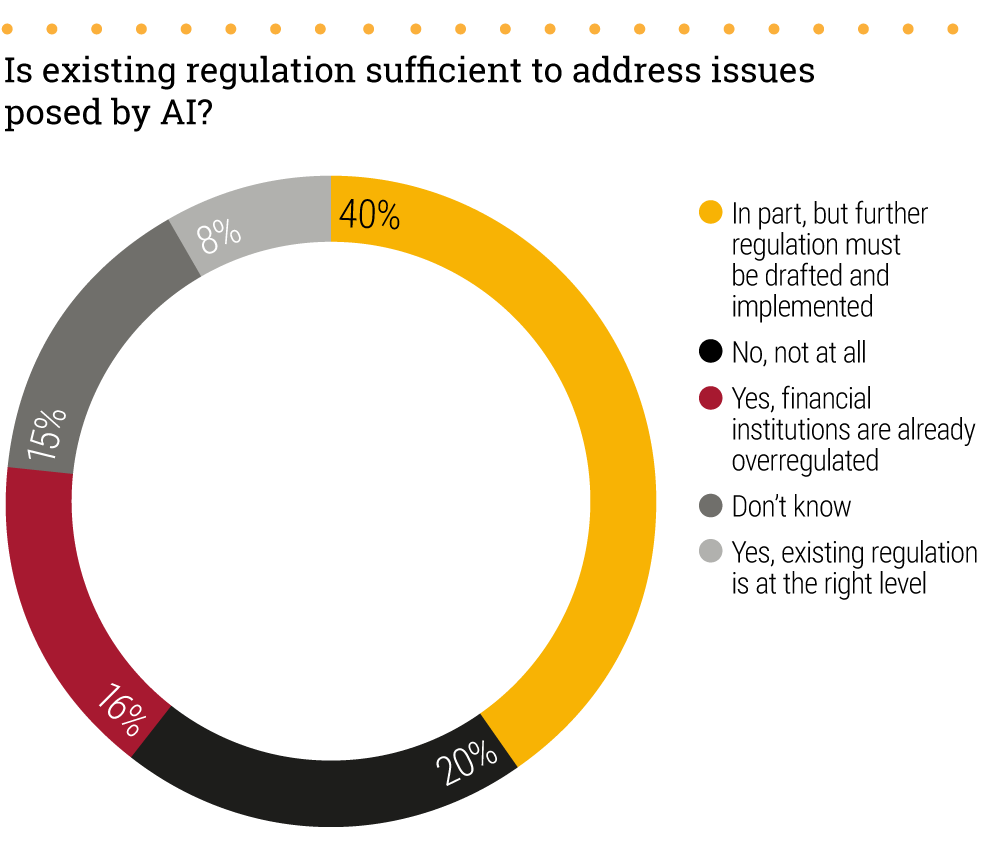 Is existing regulation sufficient to address issues
posed by AI?
40%
8%
15%
16%
20%
In part, but further
regulation must
be drafted and
implemented
No, not at all
Yes, financial
institutions are already
overregulated
Don’t know
Yes, existing regulation
is at the right level